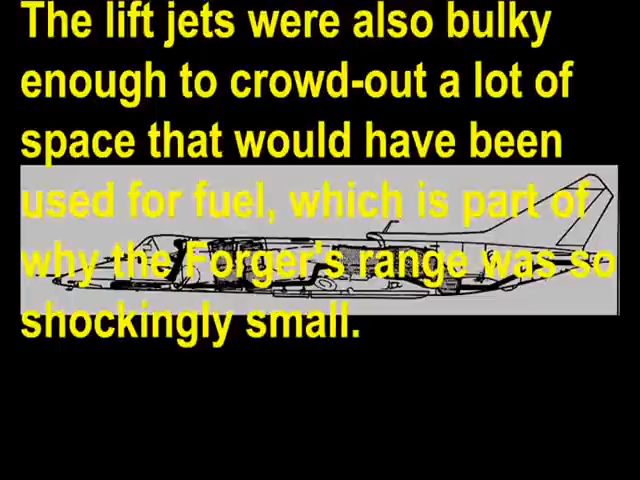 The lift jets were also bulky
enough to crowd-out a lot of
space that would have been
used for fuel, which is part of
why the Forger's range was so
shockingly small.